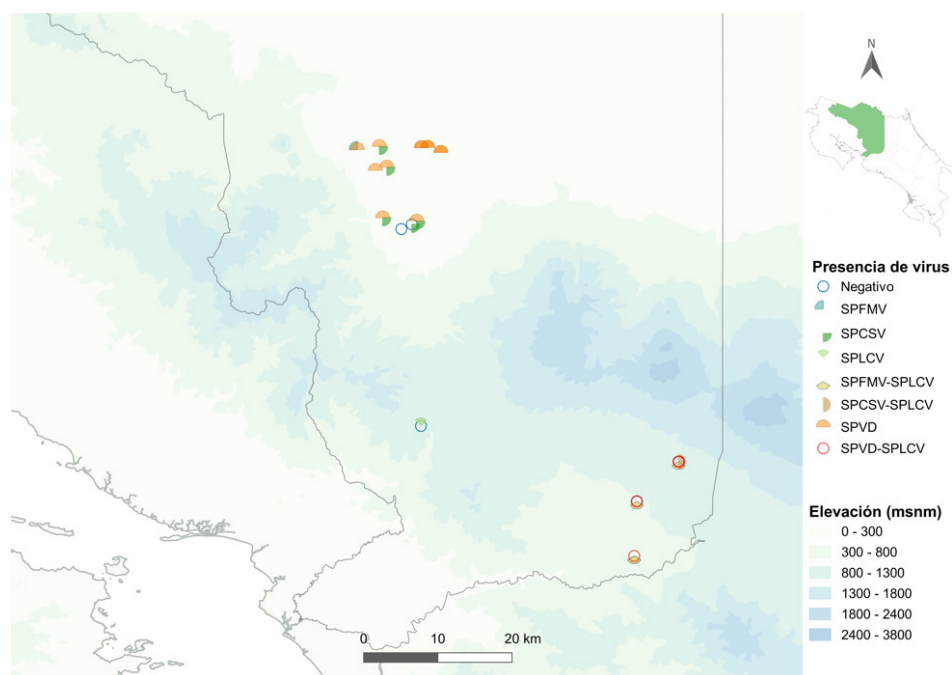 N
Presencia de virus
Negativo
SPFMV
SPCSV
SPLCV
SPFMV-SPLCV
SPCSV-SPLCV
SPVD
SPVD-SPLCV
Elevación (msnm)
0 - 300
300 - 800
800 - 1300
1300 - 1800
1800 - 2400
2400 - 3800
0 10 20 km